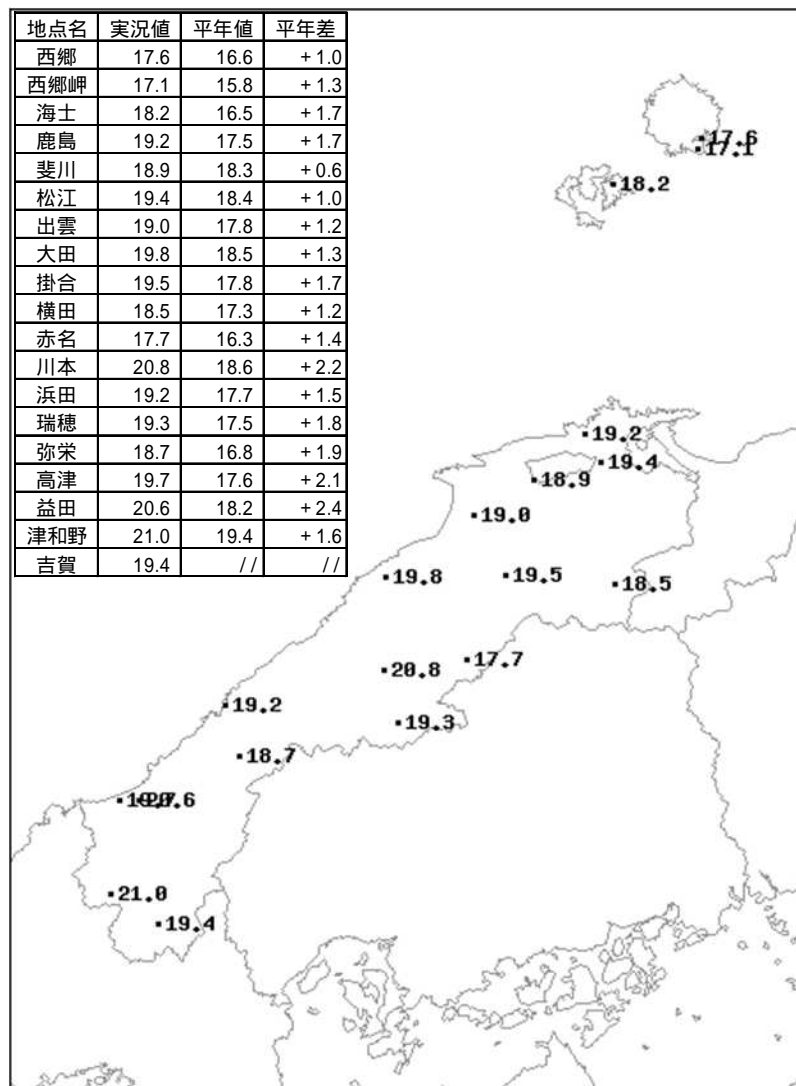 地点名 実況値 平年値 平年差
西郷 17.6 16.6 +1.0
西郷岬 17.1 15.8 +1.3
海士 18.2 16.5 +1.7
鹿島 19.2 17.5 +1.7
斐川 18.9 18.3 +0.6
松江 19.4 18.4 +1.0
出雲 19.0 17.8 +1.2
大田 19.8 18.5 +1.3
掛合 19.5 17.8 +1.7
横田 18.5 17.3 +1.2
赤名 17.7 16.3 +1.4
川本 20.8 18.6 +2.2
浜田 19.2 17.7 +1.5
瑞穂 19.3 17.5 +1.8
弥栄 18.7 16.8 +1.9
高津 19.7 17.6 +2.1
益田 20.6 18.2 +2.4
津和野 21.0 19.4 +1.6
吉賀 19.4 // //
17.6
17.1
18.2
19.2
19.4
18.9
19.0
19.8
19.5
18.5
20.8
17.7
19.2
19.3
18.7
19.7
20.6
21.0
19.4